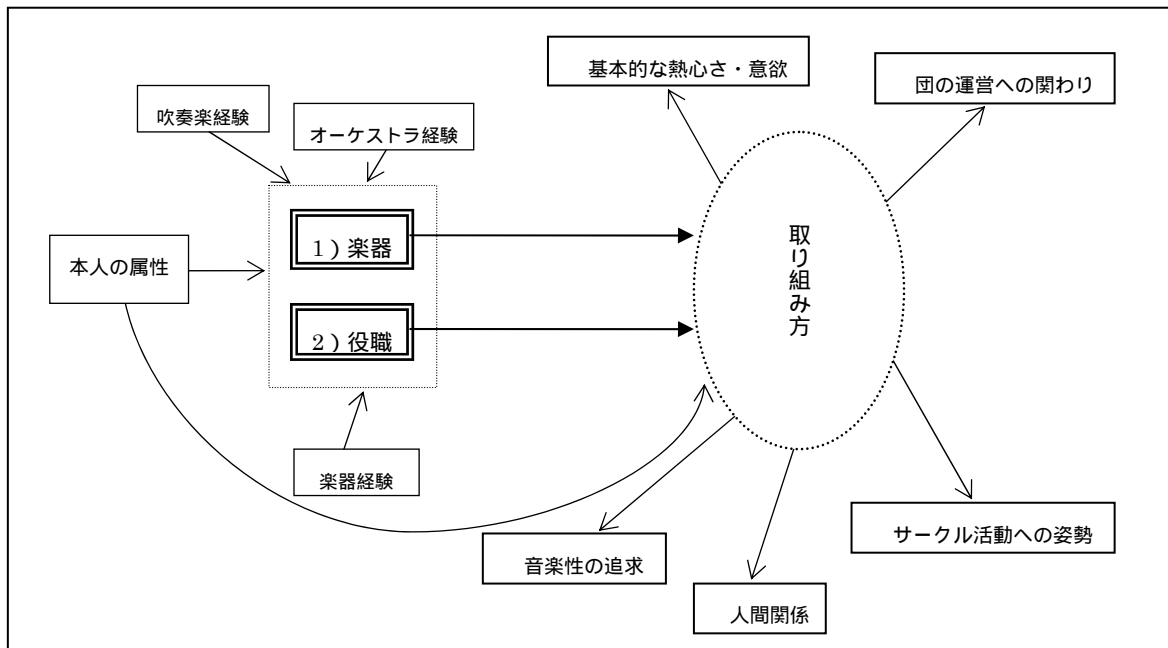 基本的な熱心さ・意欲
団の運営への関わり
吹奏楽経験
オーケストラ経験
1)楽器
取り組み方
本人の属性
2)役職
楽器経験
サークル活動への姿勢
音楽性の追求
人間関係